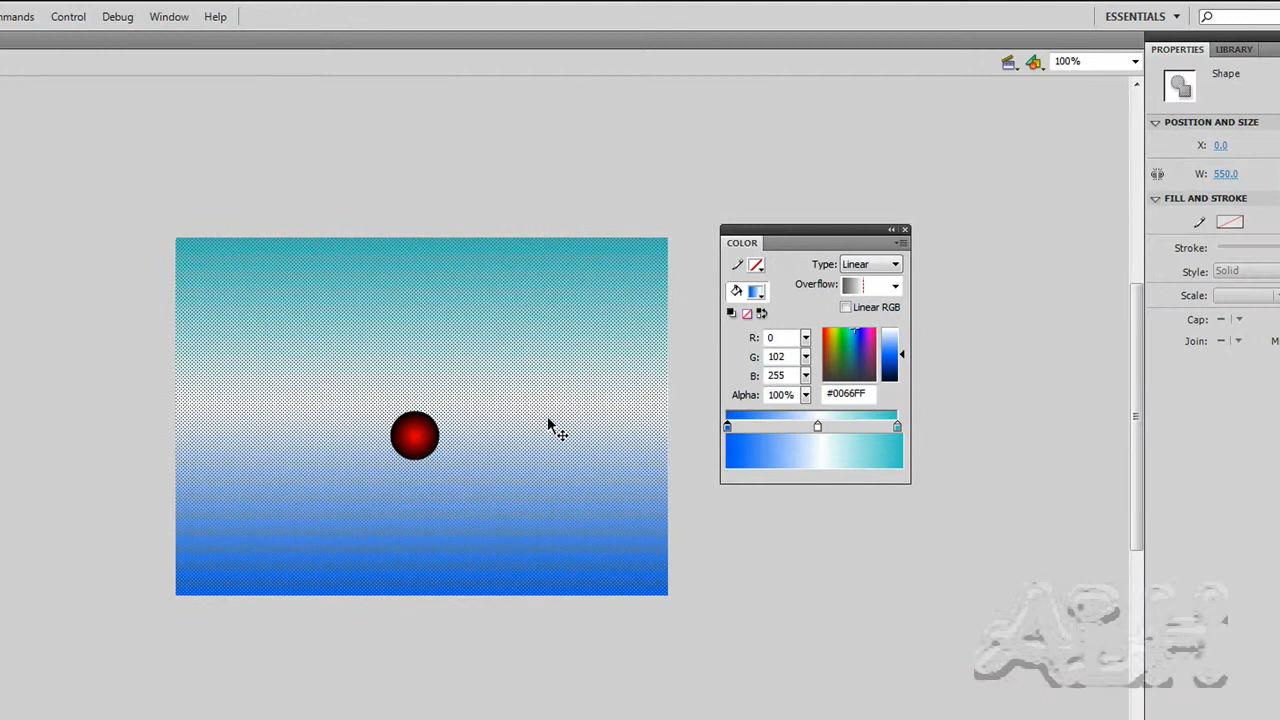 mmands Control Debug Window Help ESSENTIALS
100%
PROPERTIES LIBRARY
Shape
POSITION AND SIZE
X: 0.0
W: 550.0
FILL AND STROKE
Stroke:
Style: Solid
Scale:
Cap:
Join: M
COLOR
Type: Linear
Overflow:
Linear RGB
R: 0
G: 102
B: 255
Alpha: 100% #0066FF